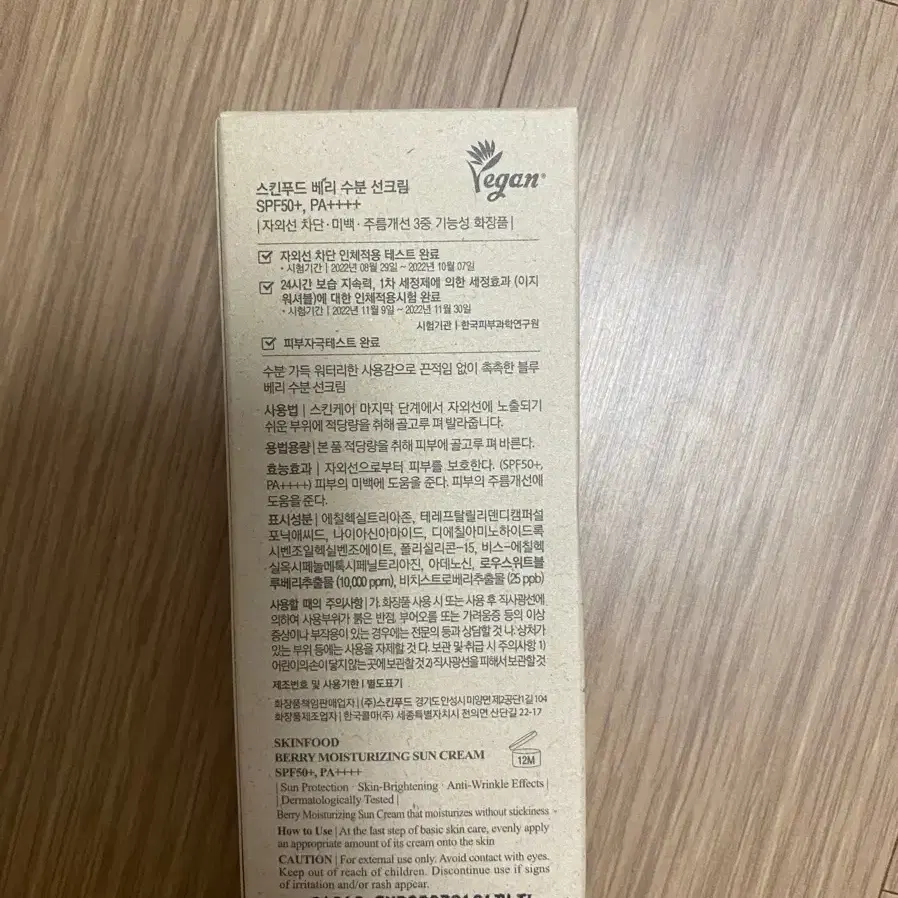 Vegan
스킨푸드 베리 수분 선크림
SPF50+, PA++++
| 자외선 차단 · 미백 · 주름개선 3중 기능성 화장품 |
자외선 차단 인체적용 테스트 완료
• 시험기간 | 2022년 08월 29일 ~ 2022년 10월 07일
24시간 보습 지속력, 1차 세정제에 의한 세정효과 (이지
워셔블)에 대한 인체적용시험 완료
• 시험기간 | 2022년 11월 9일 ~ 2022년 11월 30일
시험기관 | 한국피부과학연구원
피부자극테스트 완료
수분 가득 워터리한 사용감으로 끈적임 없이 촉촉한 블루
베리 수분 선크림
사용법 | 스킨케어 마지막 단계에서 자외선에 노출되기
쉬운 부위에 적당량을 취해 골고루 펴 발라줍니다.
용법용량 | 본 품 적당량을 취해 피부에 골고루 펴 바른다.
효능효과 | 자외선으로부터 피부를 보호한다. (SPF50+,
PA++++) 피부의 미백에 도움을 준다. 피부의 주름개선에
도움을 준다.
표시성분 | 에칠헥실트리아존, 테레프탈릴리덴디캠퍼설
포닉애씨드, 나이아신아마이드, 디에칠아미노하이드록
시벤조일헥실벤조에이트, 폴리실리콘-15, 비스-에칠헥
실옥시페놀메톡시페닐트리아진, 아데노신, 로우스위트블
루베리추출물 (10,000 ppm), 비치스트로베리추출물 (25 ppb)
사용할 때의 주의사항 | 가. 화장품 사용 시 또는 사용 후 직사광선에
의하여 사용부위가 붉은 반점, 부어오름 또는 가려움증 등의 이상
증상이나 부작용이 있는 경우에는 전문의 등과 상담할 것 나. 상처가
있는 부위 등에는 사용을 자제할 것 다. 보관 및 취급 시 주의사항 1)
어린이의 손이 닿지 않는 곳에 보관할 것 2) 직사광선을 피해서 보관할 것
제조번호 및 사용기한 | 별도표기
화장품책임판매업자 | (주)스킨푸드 경기도 안성시 미양면 제2공단1길 104
화장품제조업자 | 한국콜마(주) 세종특별자치시 전의면 산단길 22-17
SKINFOOD
BERRY MOISTURIZING SUN CREAM
12M
SPF50+, PA++++
| Sun Protection · Skin-Brightening · Anti-Wrinkle Effects |
| Dermatologically Tested |
Berry Moisturizing Sun Cream that moisturizes without stickiness
How to Use | At the last step of basic skin care, evenly apply
an appropriate amount of its cream onto the skin
CAUTION | For external use only. Avoid contact with eyes.
Keep out of reach of children. Discontinue use if signs
of irritation and/or rash appear.